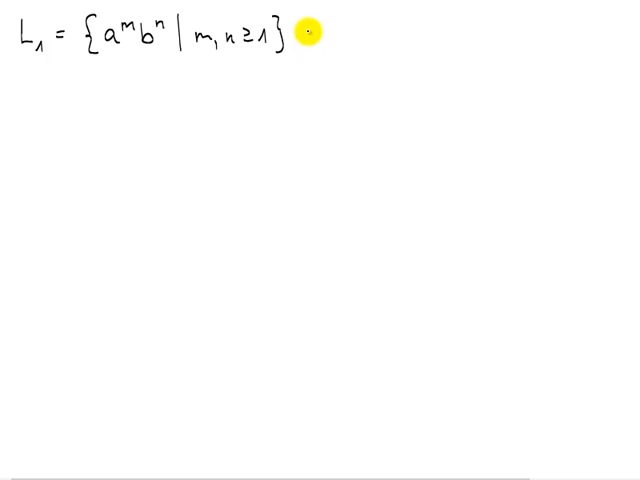 L₁ = {aᵐbⁿ | m, n ≥ 1}